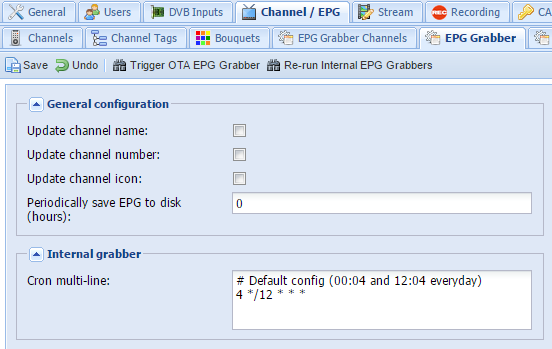 General Users DVB Inputs Channel / EPG Stream REC Recording CA
Channels Channel Tags Bouquets EPG Grabber Channels EPG Grabber
Save Undo Trigger OTA EPG Grabber Re-run Internal EPG Grabbers
General configuration
Update channel name:
Update channel number:
Update channel icon:
Periodically save EPG to disk
(hours): 0
Internal grabber
Cron multi-line: # Default config (00:04 and 12:04 everyday)
4 */12 * * *